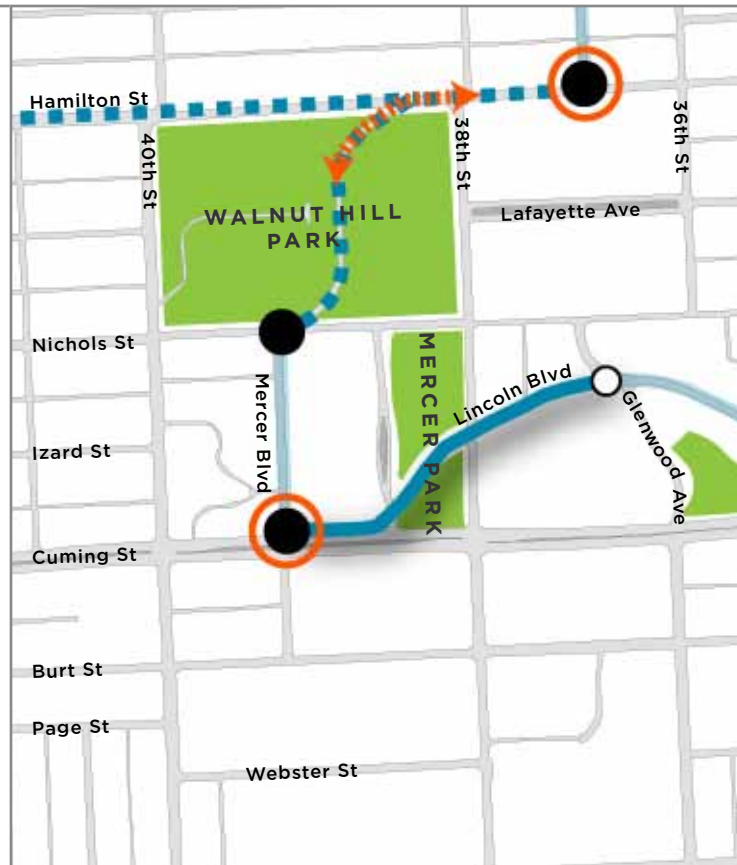 Hamilton St
40th St
38th St
36th St
WALNUT HILL
PARK
Lafayette Ave
Nichols St
Mercer Blvd
MERCER PARK
Lincoln Blvd
Glenwood Ave
Izard St
Cuming St
Burt St
Page St
Webster St